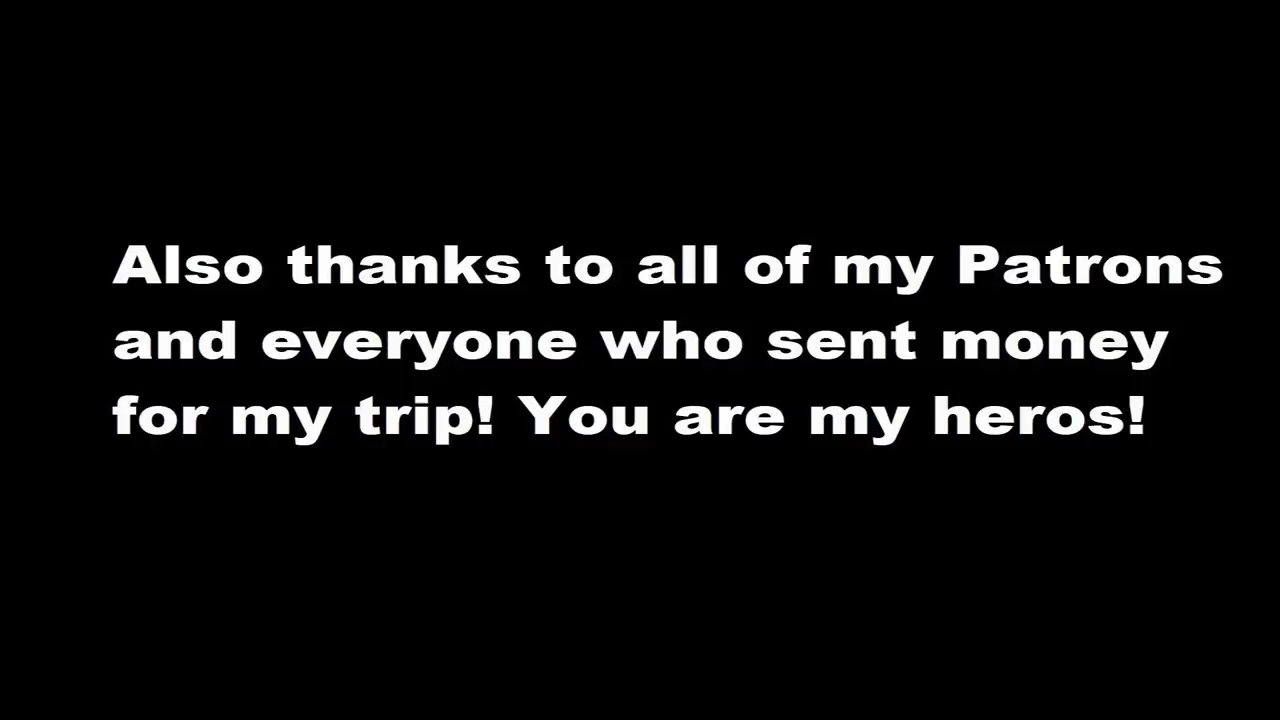 Also thanks to all of my Patrons
and everyone who sent money
for my trip! You are my heros!